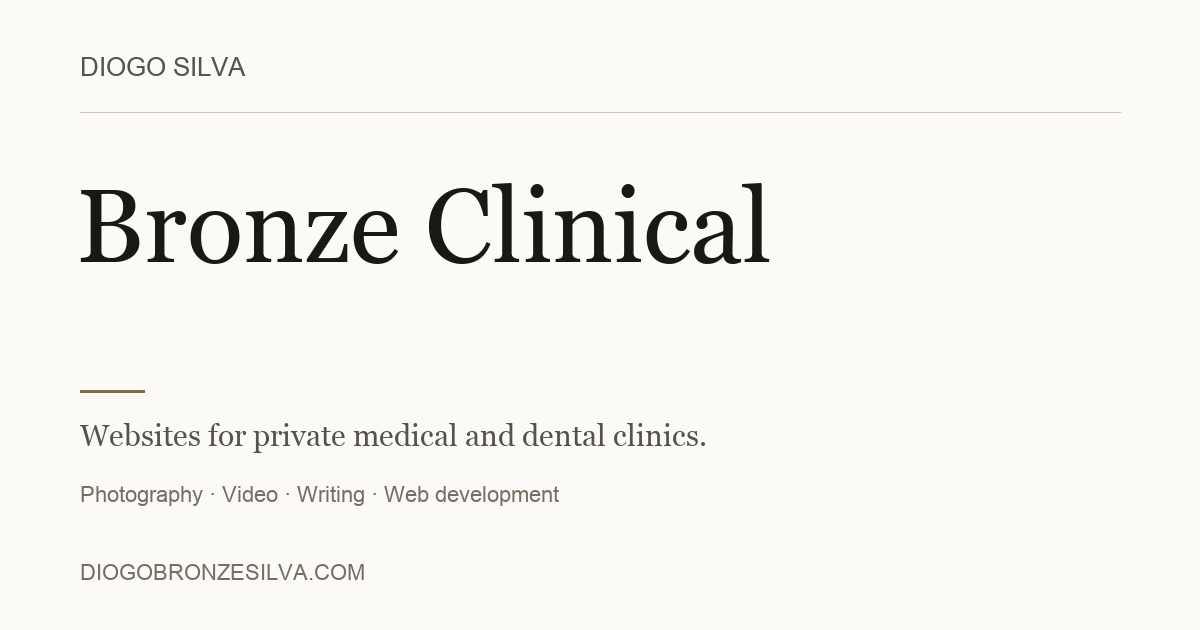 DIOGO SILVA
Bronze Clinical
Websites for private medical and dental clinics.
Photography · Video · Writing · Web development
DIOGOBRONZESILVA.COM